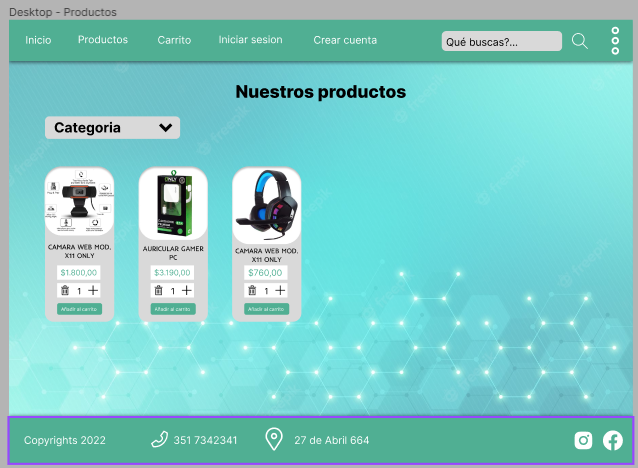 Desktop - Productos
Inicio
Productos
Carrito
Iniciar sesion
Crear cuenta
Qué buscas?...
Nuestros productos
Categoria
CAMARA WEB MOD.
X11 ONLY
$1.800,00
1
Añadir al carrito
ONLY
AURICULAR GAMER
PC
$3.190,00
1
Añadir al carrito
CAMARA WEB MOD.
X11 ONLY
$760,00
1
Añadir al carrito
Copyrights 2022
351 7342341
27 de Abril 664
freepik